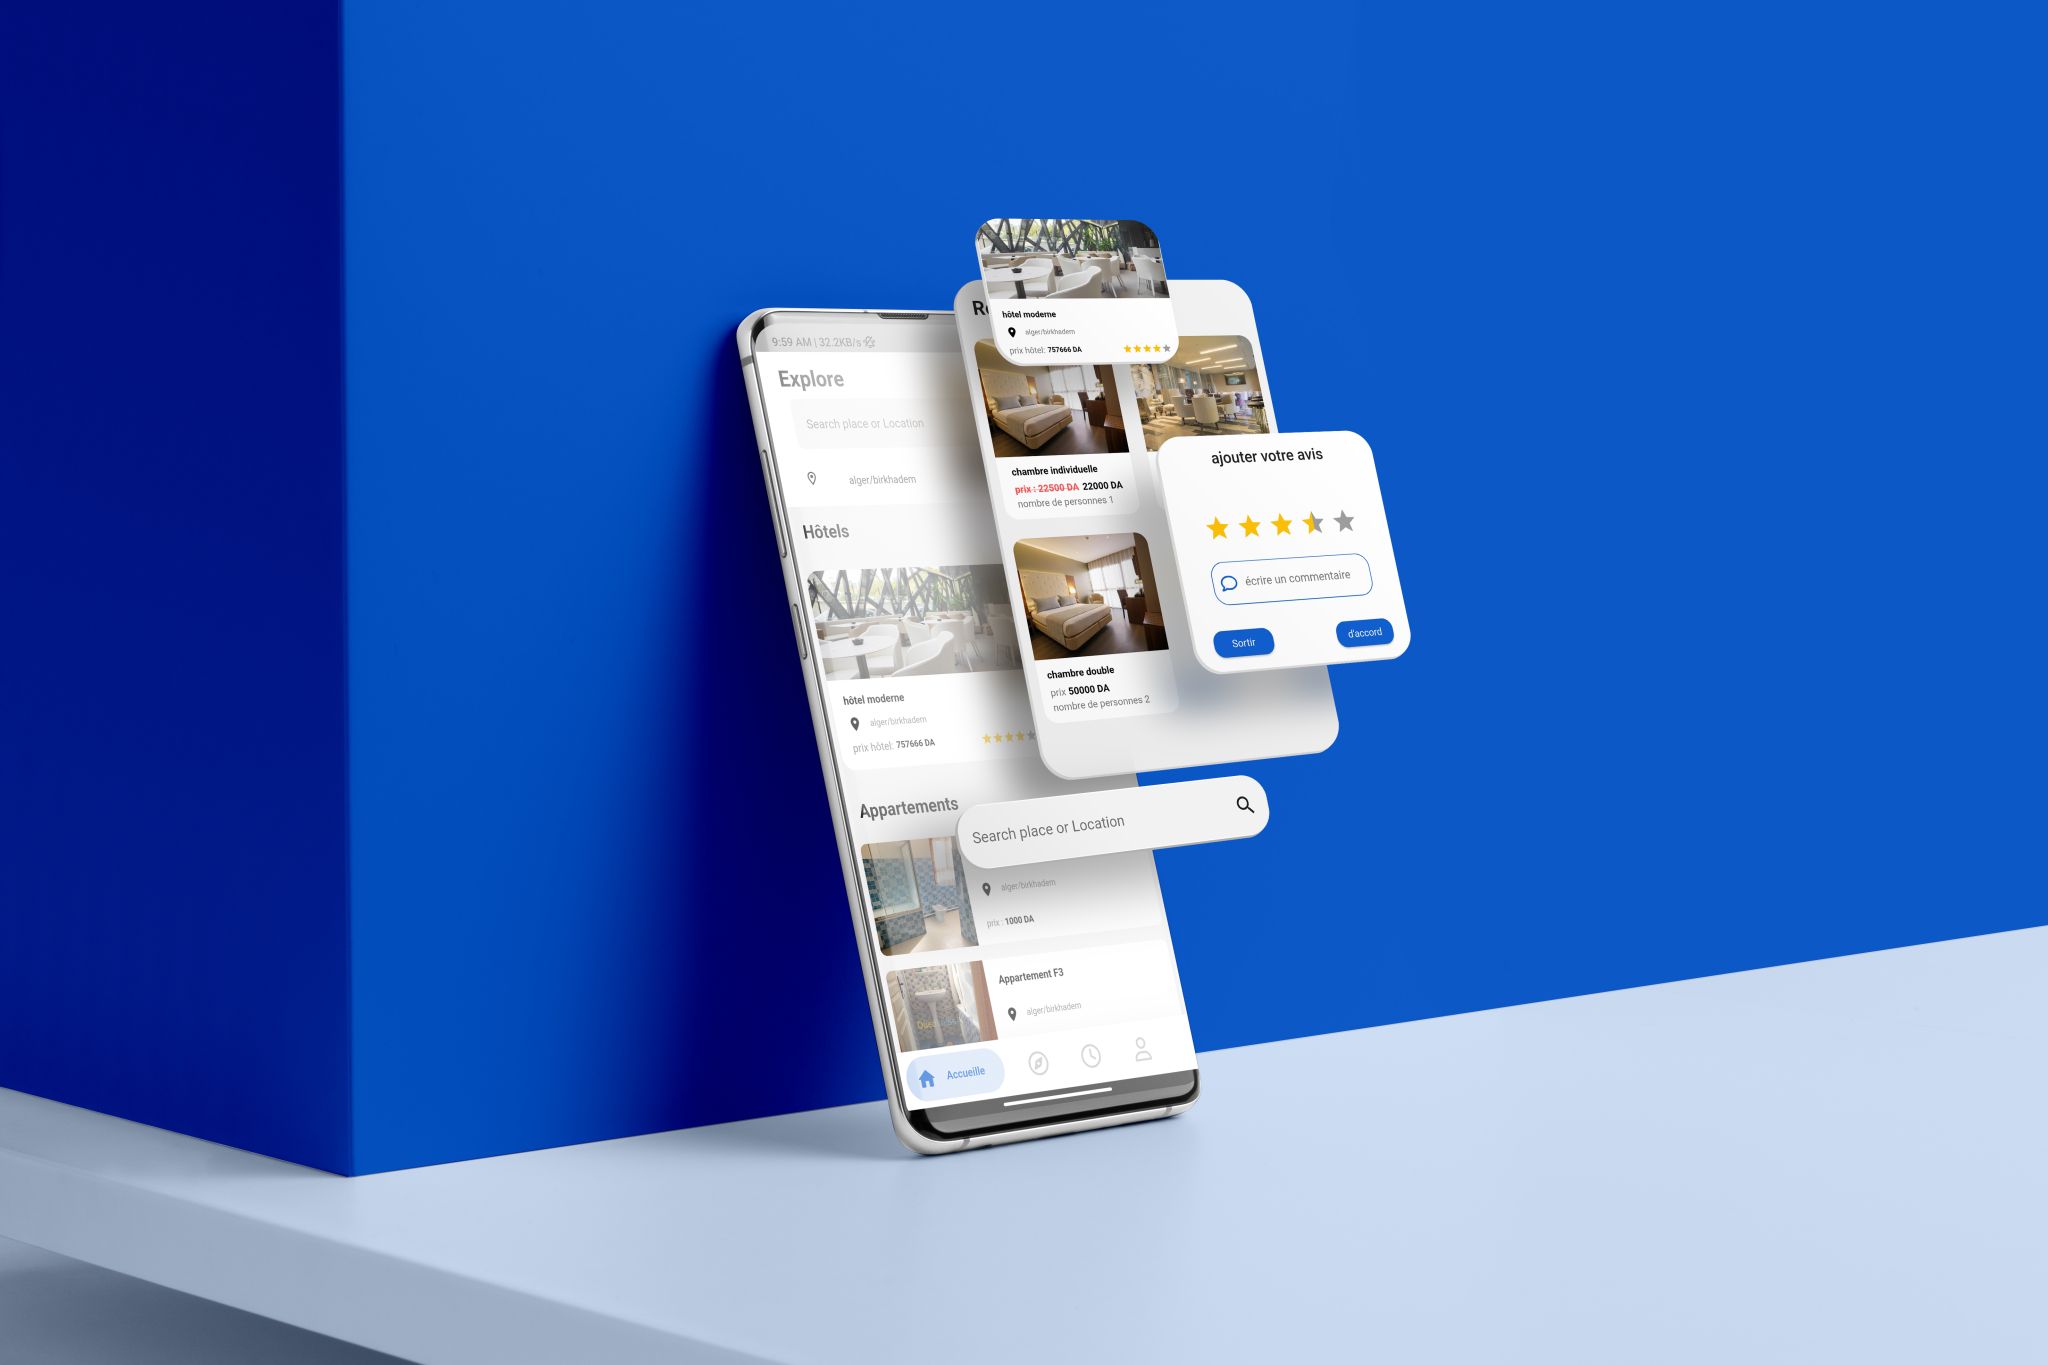 9:59 AM | 32.2KB/s
Explore
Search place or Location
alger/birkhadem
Hôtels
hôtel moderne
alger/birkhadem
prix hôtel: 757666 DA
Appartements
alger/birkhadem
prix : 1000 DA
Appartement F3
alger/birkhadem
Accueille
hôtel moderne
alger/birkhadem
prix hôtel: 757666 DA
chambre individuelle
prix : 22500 DA 22000 DA
nombre de personnes 1
chambre double
prix 50000 DA
nombre de personnes 2
ajouter votre avis
écrire un commentaire
Sortir
d'accord
Search place or Location